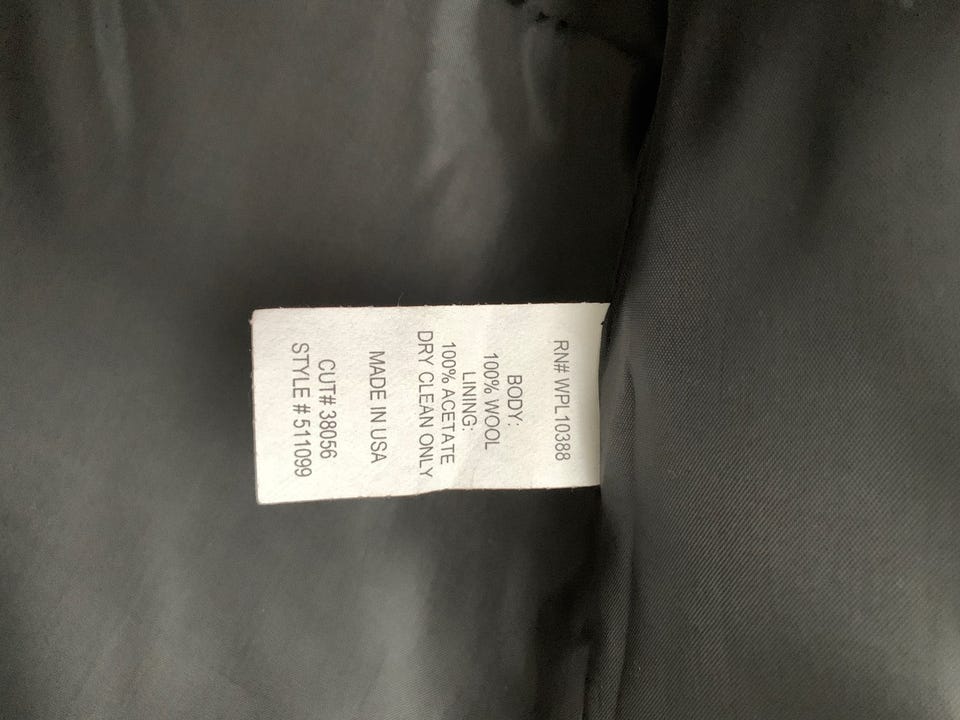 RN# WPL10388
BODY:
100% WOOL
LINING:
100% ACETATE
DRY CLEAN ONLY
MADE IN USA
CUT# 38056
STYLE # 511099